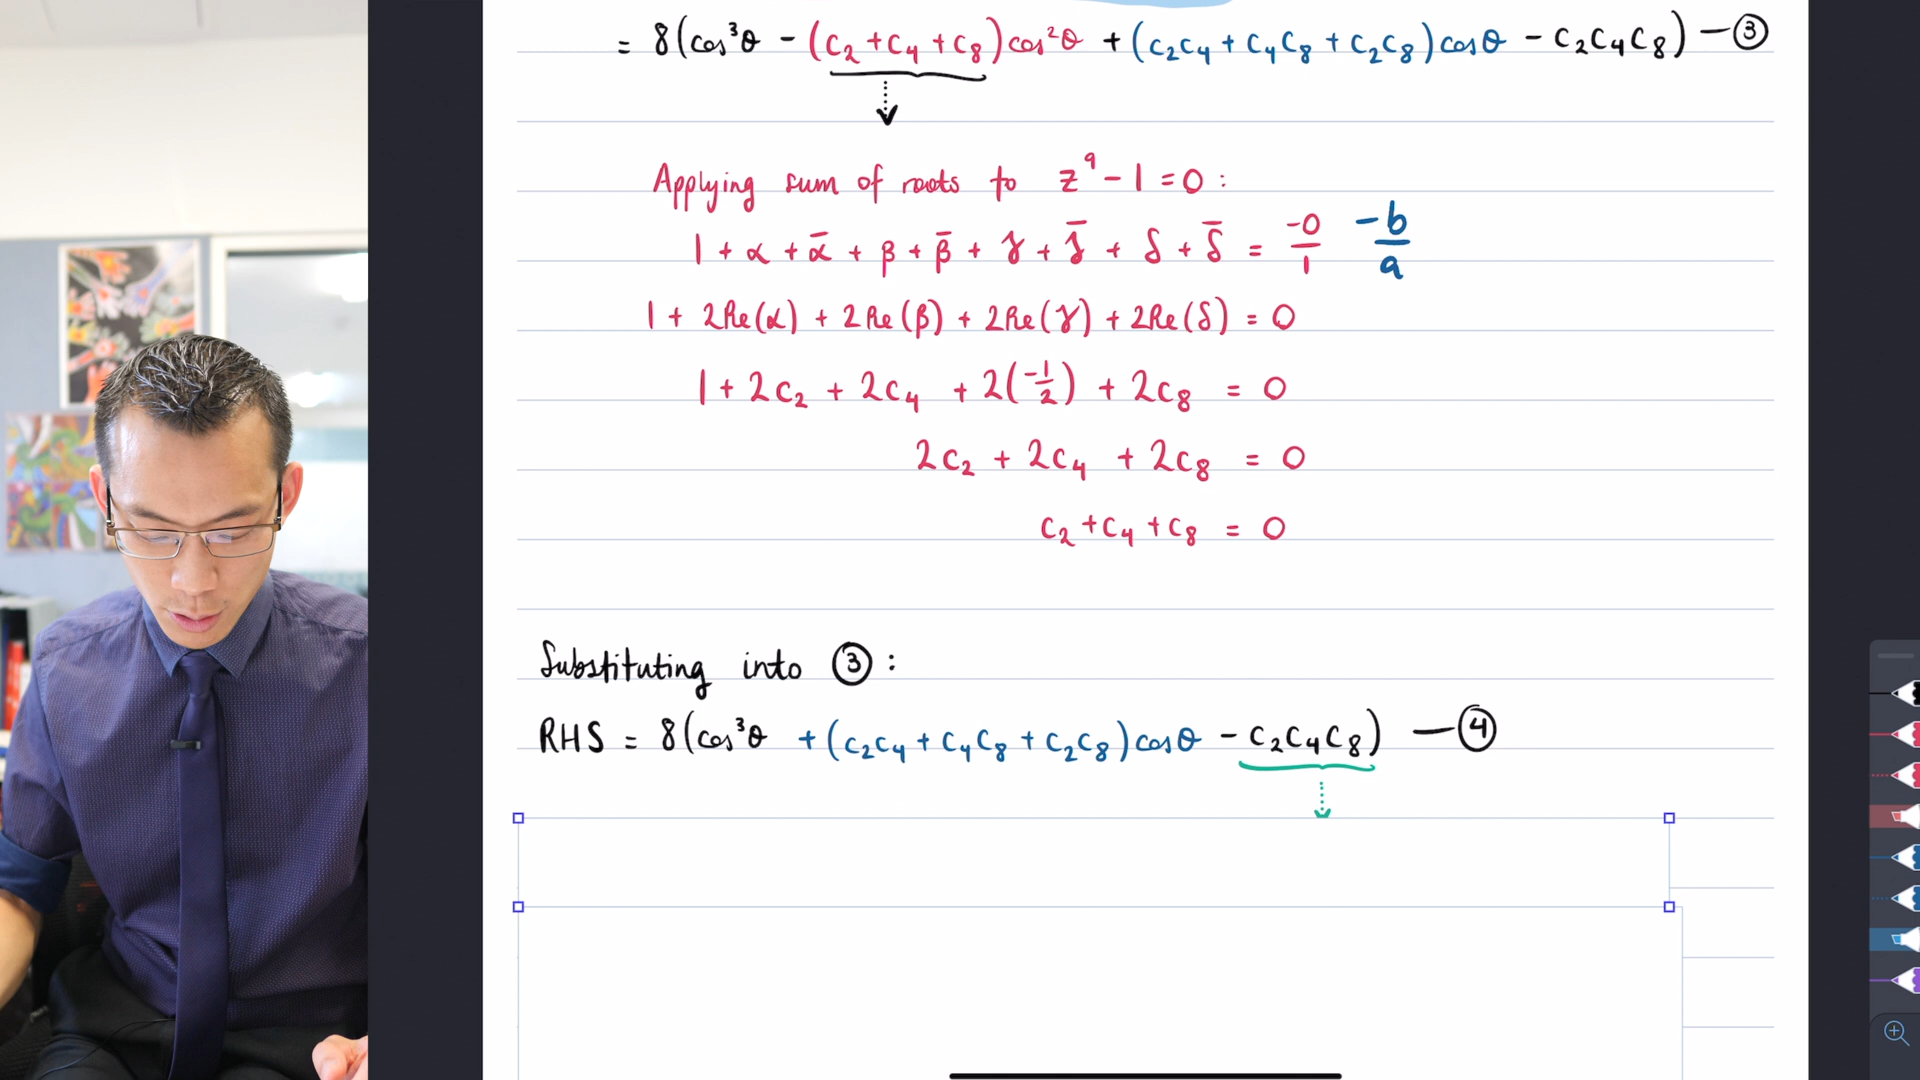 = 8(cos³θ - (c₂ + c₄ + c₈)cos²θ + (c₂c₄ + c₄c₈ + c₂c₈)cosθ - c₂c₄c₈) — ③
Applying sum of roots to z⁹ - 1 = 0 :
1 + α + ᾱ + β + β̄ + γ + γ̄ + δ + δ̄ = -0/1 -b/a
1 + 2Re(α) + 2Re(β) + 2Re(γ) + 2Re(δ) = 0
1 + 2c₂ + 2c₄ + 2(-1/2) + 2c₈ = 0
2c₂ + 2c₄ + 2c₈ = 0
c₂ + c₄ + c₈ = 0
Substituting into ③ :
RHS = 8(cos³θ + (c₂c₄ + c₄c₈ + c₂c₈)cosθ - c₂c₄c₈) — ④